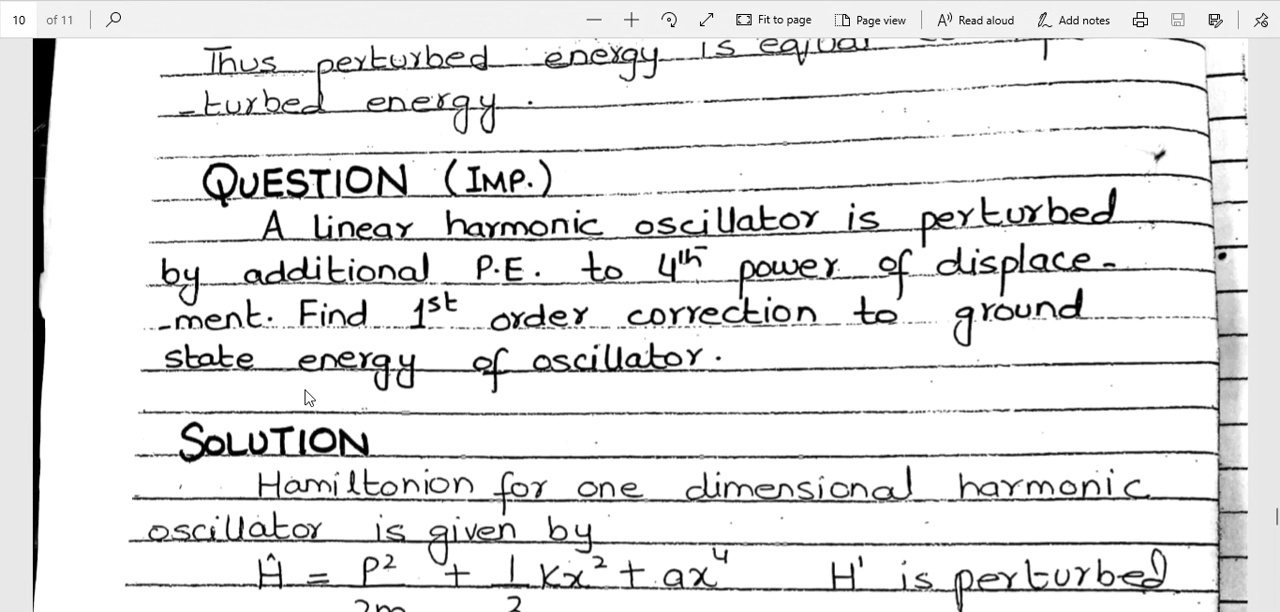 10 of 11 Fit to page Page view Read aloud Add notes
Thus perturbed energy is equal
-turbed energy.
QUESTION (IMP.)
A linear harmonic oscillator is perturbed
by additional P.E. to 4th power of displace-
-ment. Find 1st order correction to ground
state energy of oscillator.
SOLUTION
Hamiltonion for one dimensional harmonic
oscillator is given by
Ĥ = P²/2m + 1/2 Kx² + ax⁴ H' is perturbed